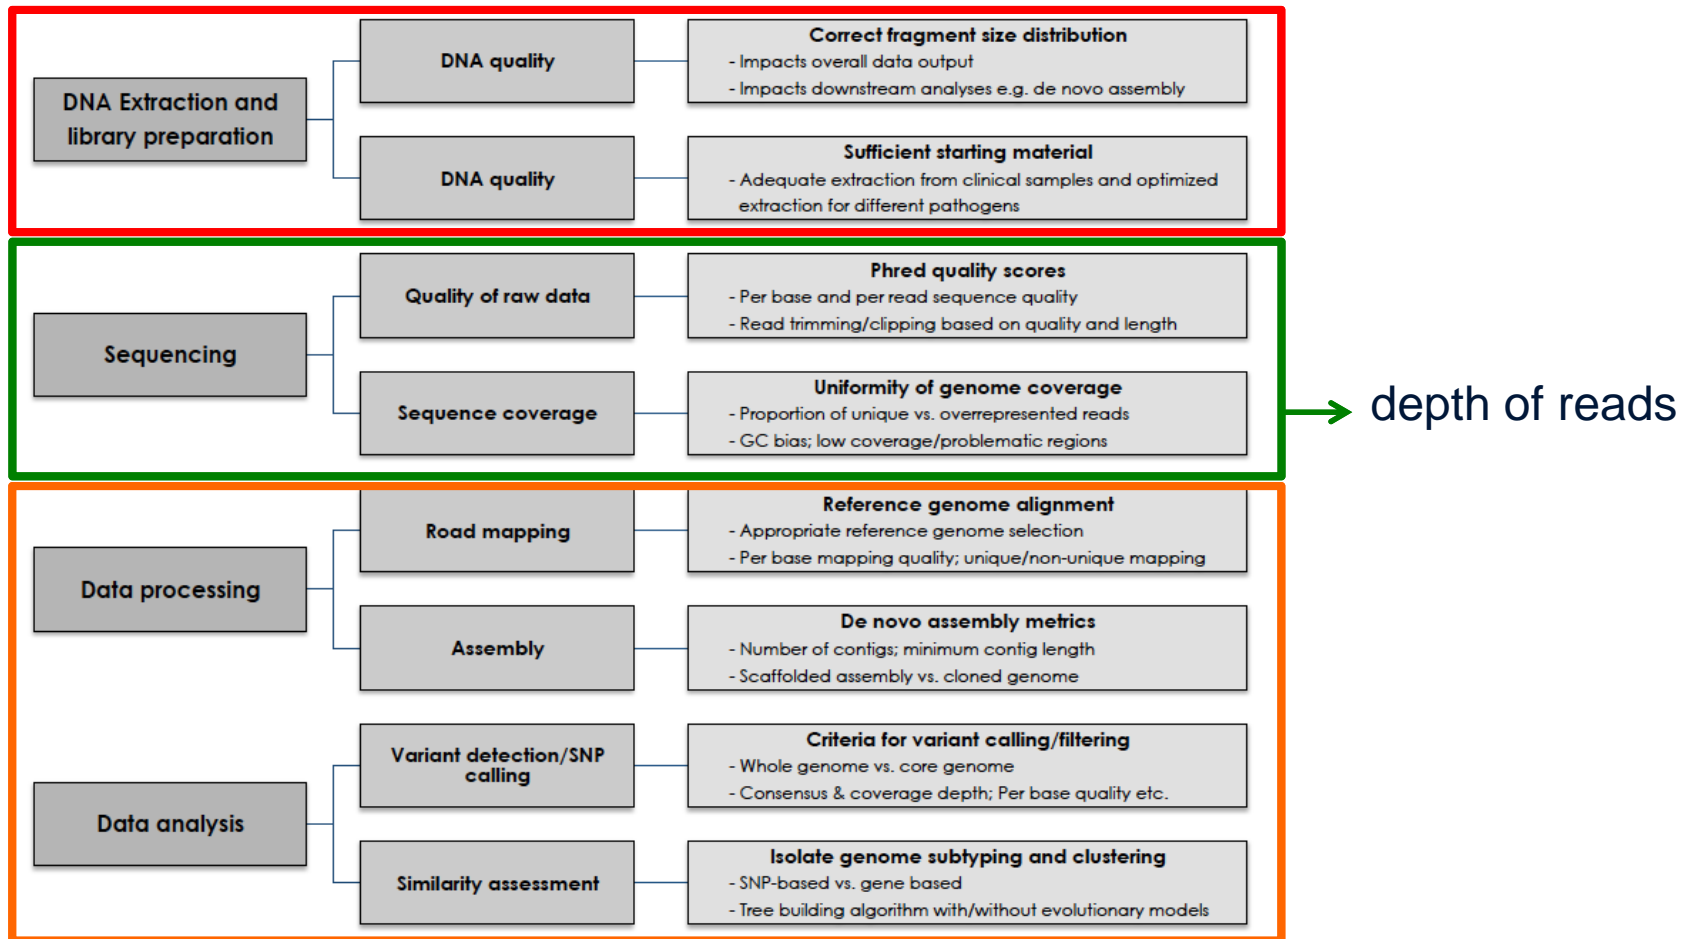 DNA Extraction and
library preparation
DNA quality
Correct fragment size distribution
- Impacts overall data output
- Impacts downstream analyses e.g. de novo assembly
DNA quality
Sufficient starting material
- Adequate extraction from clinical samples and optimized
extraction for different pathogens
Sequencing
Quality of raw data
Phred quality scores
- Per base and per read sequence quality
- Read trimming/clipping based on quality and length
Sequence coverage
Uniformity of genome coverage
- Proportion of unique vs. overrepresented reads
- GC bias; low coverage/problematic regions
depth of reads
Data processing
Road mapping
Reference genome alignment
- Appropriate reference genome selection
- Per base mapping quality; unique/non-unique mapping
Assembly
De novo assembly metrics
- Number of contigs; minimum contig length
- Scaffolded assembly vs. cloned genome
Data analysis
Variant detection/SNP
calling
Criteria for variant calling/filtering
- Whole genome vs. core genome
- Consensus & coverage depth; Per base quality etc.
Similarity assessment
Isolate genome subtyping and clustering
- SNP-based vs. gene based
- Tree building algorithm with/without evolutionary models